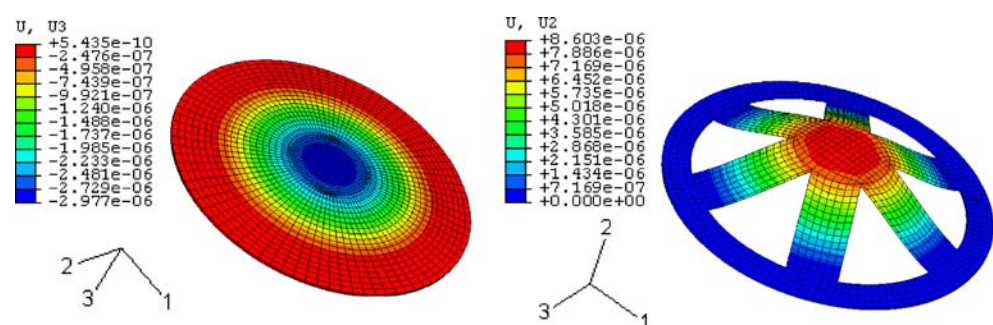 U, U3
+5.435e-10
-2.476e-07
-4.958e-07
-7.439e-07
-9.921e-07
-1.240e-06
-1.488e-06
-1.737e-06
-1.985e-06
-2.233e-06
-2.481e-06
-2.729e-06
-2.977e-06
2
3
1
U, U2
+8.603e-06
+7.886e-06
+7.169e-06
+6.452e-06
+5.735e-06
+5.018e-06
+4.301e-06
+3.585e-06
+2.868e-06
+2.151e-06
+1.434e-06
+7.169e-07
+0.000e+00
2
3
1